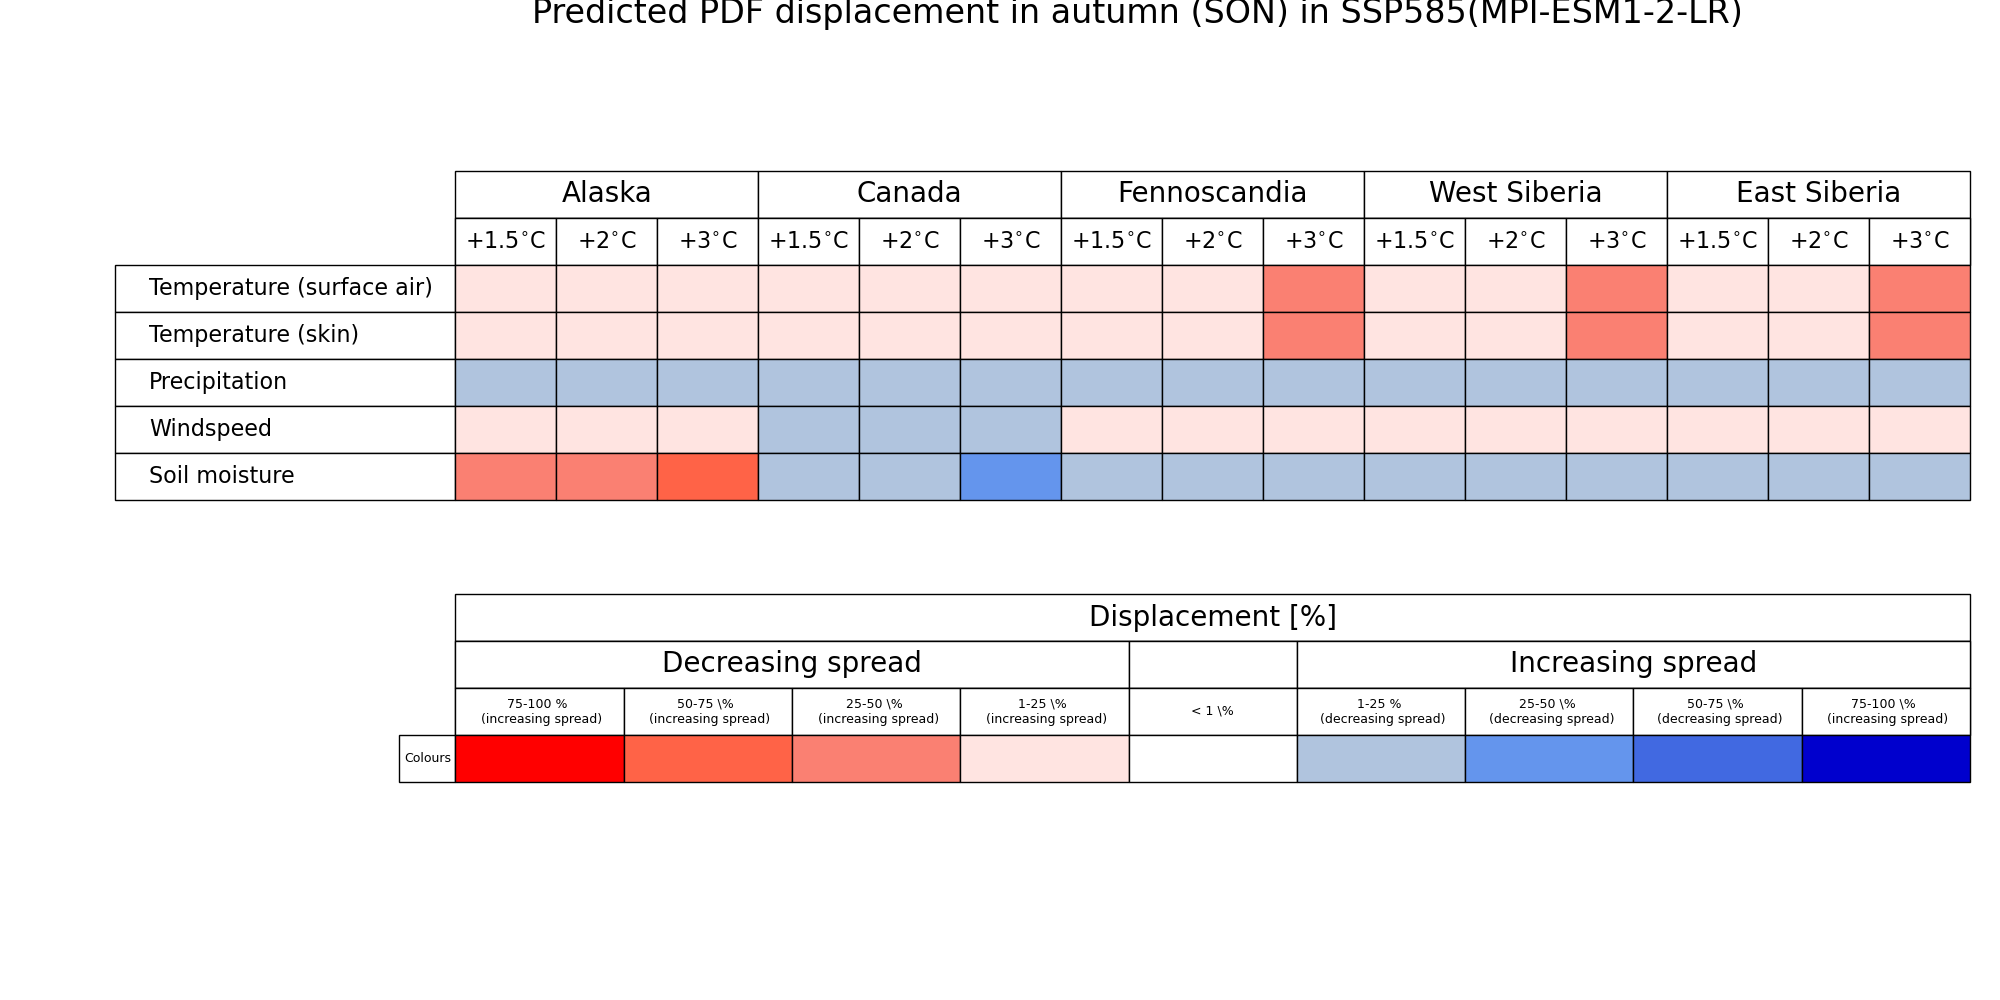 Predicted PDF displacement in autumn (SON) in SSP585(MPI-ESM1-2-LR)
Alaska Canada Fennoscandia West Siberia East Siberia
+1.5°C +2°C +3°C +1.5°C +2°C +3°C +1.5°C +2°C +3°C +1.5°C +2°C +3°C +1.5°C +2°C +3°C
Temperature (surface air)
Temperature (skin)
Precipitation
Windspeed
Soil moisture
Displacement [%]
Decreasing spread Increasing spread
75-100 % 50-75 \% 25-50 \% 1-25 \% < 1 \% 1-25 % 25-50 \% 50-75 \% 75-100 \%
(increasing spread) (increasing spread) (increasing spread) (increasing spread) (decreasing spread) (decreasing spread) (decreasing spread) (increasing spread)
Colours